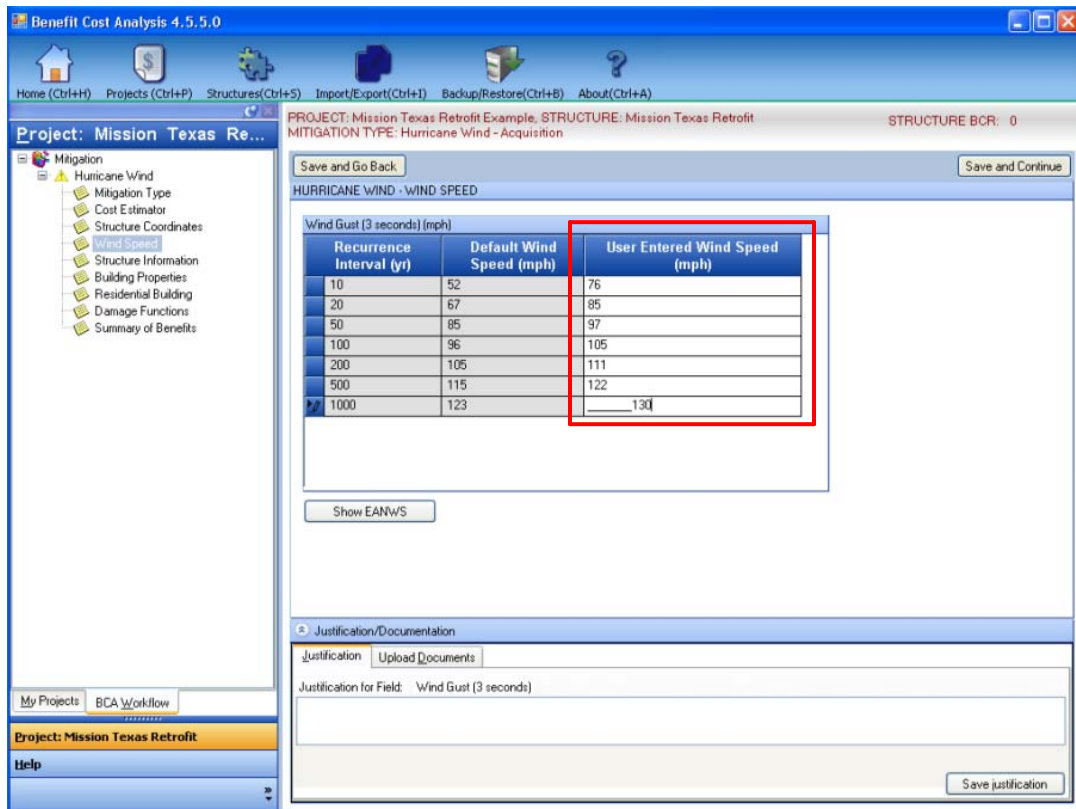 Benefit Cost Analysis 4.5.5.0
Home (Ctrl+H) Projects (Ctrl+P) Structures(Ctrl+S) Import/Export(Ctrl+I) Backup/Restore(Ctrl+B) About(Ctrl+A)
Project: Mission Texas Re...
Mitigation
Hurricane Wind
Mitigation Type
Cost Estimator
Structure Coordinates
Wind Speed
Structure Information
Building Properties
Residential Building
Damage Functions
Summary of Benefits
My Projects BCA Workflow
Project: Mission Texas Retrofit
Help
PROJECT: Mission Texas Retrofit Example, STRUCTURE: Mission Texas Retrofit
MITIGATION TYPE: Hurricane Wind - Acquisition
STRUCTURE BCR: 0
Save and Go Back Save and Continue
HURRICANE WIND - WIND SPEED
Wind Gust (3 seconds) (mph)
Recurrence Interval (yr) Default Wind Speed (mph) User Entered Wind Speed (mph)
10 52 76
20 67 85
50 85 97
100 96 105
200 105 111
500 115 122
1000 123 _______130
Show EANWS
Justification/Documentation
Justification Upload Documents
Justification for Field: Wind Gust (3 seconds)
Save justification